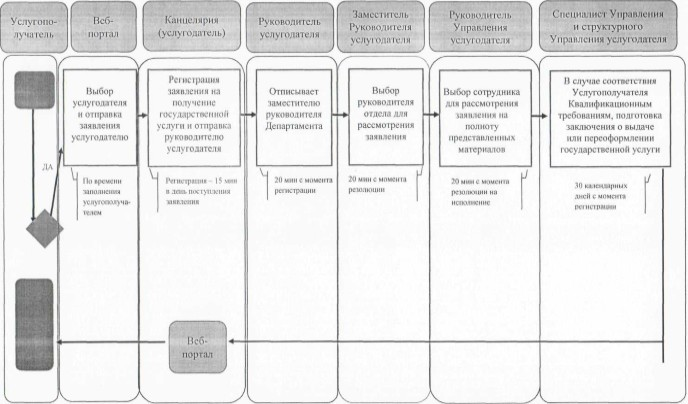 Услугопо-
лучатель
Веб-
портал
Канцелярия
(услугодатель)
Руководитель
услугодателя
Заместитель
Руководителя
услугодателя
Руководитель
Управления
услугодателя
Специалист Управления
и структурного
Управления услугодателя
Выбор
услугодателя
и отправка
заявления
услугодателю
Регистрация
заявления на
получение
государственной
услуги и отправка
руководителю
услугодателя
Отписывает
заместителю
руководителя
Департамента
Выбор
руководителя
отдела для
рассмотрения
заявления
Выбор сотрудника
для рассмотрения
заявления на
полноту
представленных
материалов
В случае соответствия
Услугополучателя
Квалификационным
требованиям, подготовка
заключения о выдаче
или переоформлении
государственной услуги
ДА
По времени
заполнения
услугополуча-
телем
Регистрация – 15 мин
в день поступления
заявления
20 мин с момента
регистрации
20 мин с момента
резолюции
20 мин с момента
резолюции на
исполнение
30 календарных
дней с момента
регистрации
Веб-
портал